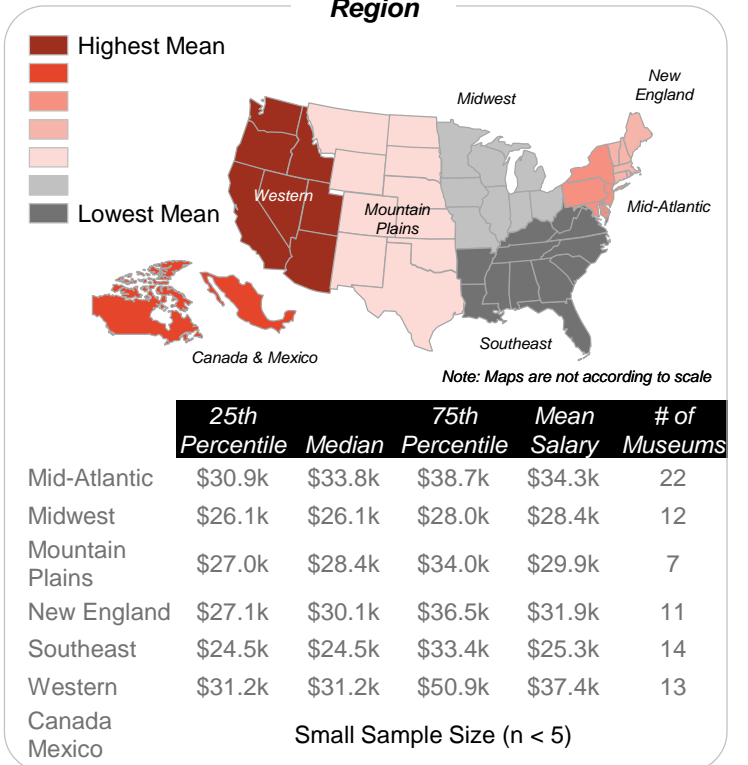 Region
Highest Mean
Lowest Mean
New
England
Midwest
Western
Mountain
Plains
Mid-Atlantic
Southeast
Canada & Mexico
Note: Maps are not according to scale
25th Percentile Median 75th Percentile Mean Salary # of Museums
Mid-Atlantic $30.9k $33.8k $38.7k $34.3k 22
Midwest $26.1k $26.1k $28.0k $28.4k 12
Mountain Plains $27.0k $28.4k $34.0k $29.9k 7
New England $27.1k $30.1k $36.5k $31.9k 11
Southeast $24.5k $24.5k $33.4k $25.3k 14
Western $31.2k $31.2k $50.9k $37.4k 13
Canada Mexico Small Sample Size (n < 5)